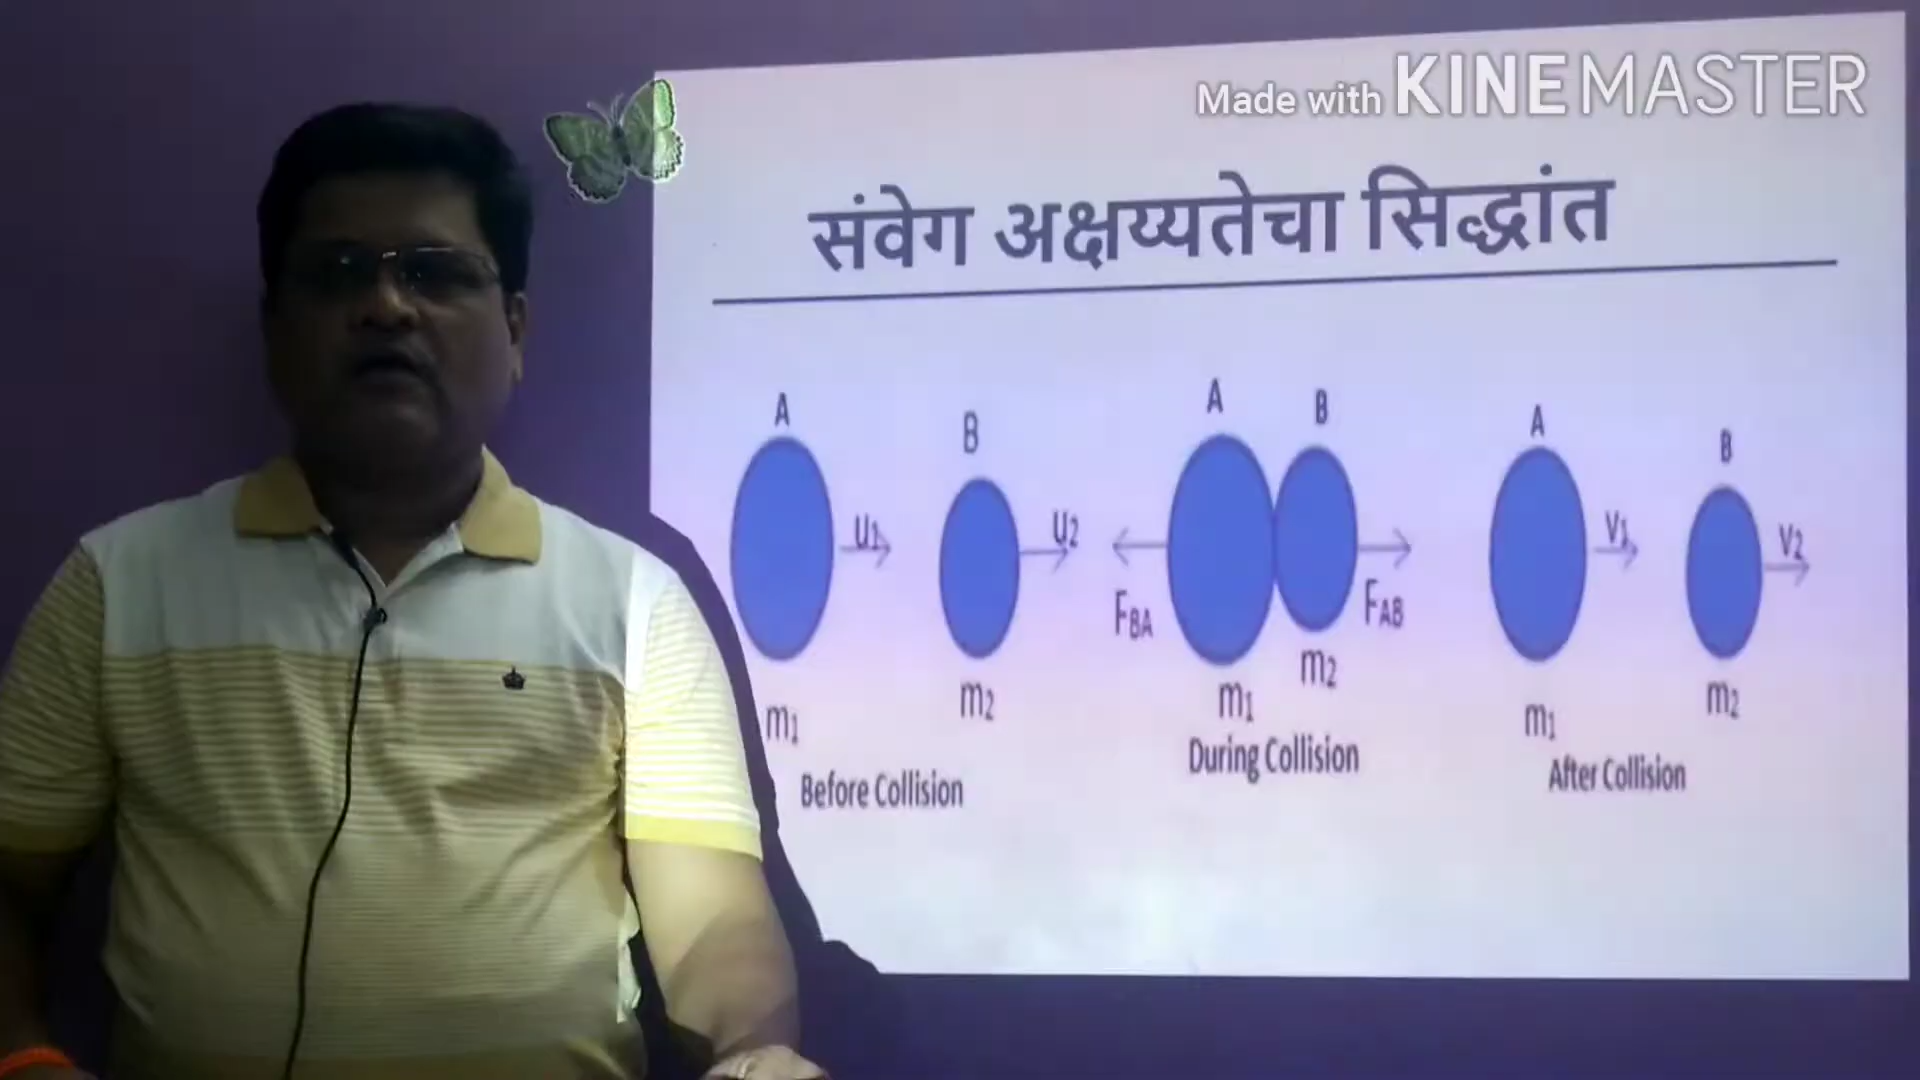 Made with KINEMASTER
संवेग अक्षय्यतेचा सिद्धांत
A B A B A B
u1 u2 v1 v2
FBA FAB
m1 m2 m1 m2 m1 m2
Before Collision During Collision After Collision